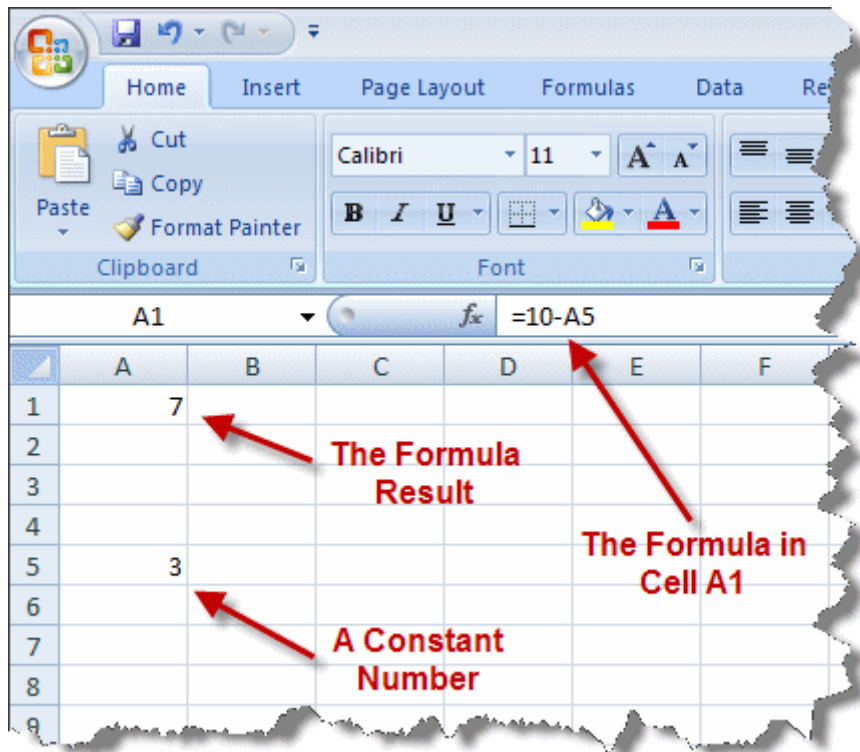 Home Insert Page Layout Formulas Data Re
Cut
Copy
Paste
Format Painter
Clipboard
Calibri 11 A A
B I U A
Font
A1 fx =10-A5
A B C D E F
1 7
2
3
4
5 3
6
7
8
9
The Formula
Result
The Formula in
Cell A1
A Constant
Number